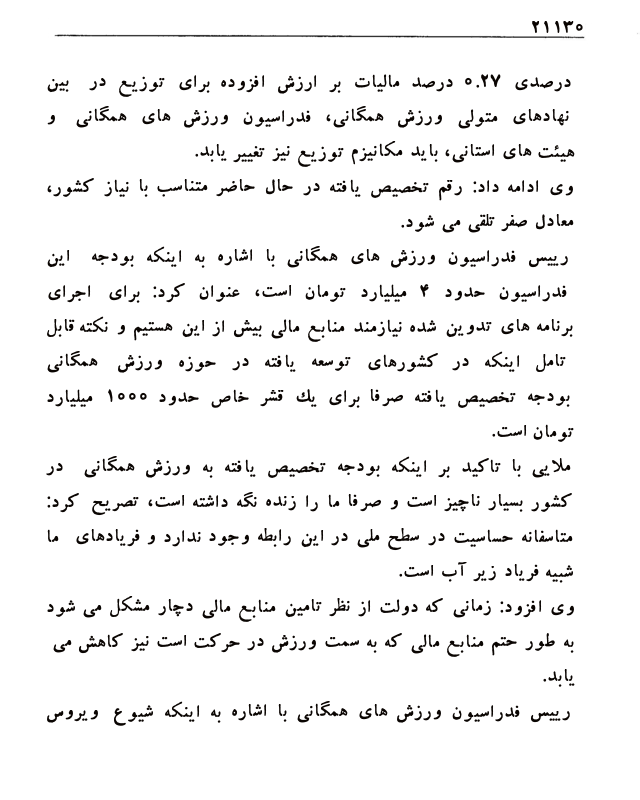 ۲۱۱۳۰
درصدی ۰.۲۷ درصد مالیات بر ارزش افزوده برای توزیع در بین
نهادهای متولی ورزش همگانی، فدراسیون ورزش های همگانی و
هیئت های استانی، باید مکانیزم توزیع نیز تغییر یابد.
وی ادامه داد: رقم تخصیص یافته در حال حاضر متناسب با نیاز کشور،
معادل صفر تلقی می شود.
رییس فدراسیون ورزش های همگانی با اشاره به اینکه بودجه این
فدراسیون حدود ۴ میلیارد تومان است، عنوان کرد: برای اجرای
برنامه های تدوین شده نیازمند منابع مالی بیش از این هستیم و نکته قابل
تامل اینکه در کشورهای توسعه یافته در حوزه ورزش همگانی
بودجه تخصیص یافته صرفا برای یك قشر خاص حدود ۱۰۰۰ میلیارد
تومان است.
ملایی با تاکید بر اینکه بودجه تخصیص یافته به ورزش همگانی در
کشور بسیار ناچیز است و صرفا ما را زنده نگه داشته است، تصریح کرد:
متاسفانه حساسیت در سطح ملی در این رابطه وجود ندارد و فریادهای ما
شبیه فریاد زیر آب است.
وی افزود: زمانی که دولت از نظر تامین منابع مالی دچار مشکل می شود
به طور حتم منابع مالی که به سمت ورزش در حرکت است نیز کاهش می
یابد.
رییس فدراسیون ورزش های همگانی با اشاره به اینکه شیوع ویروس